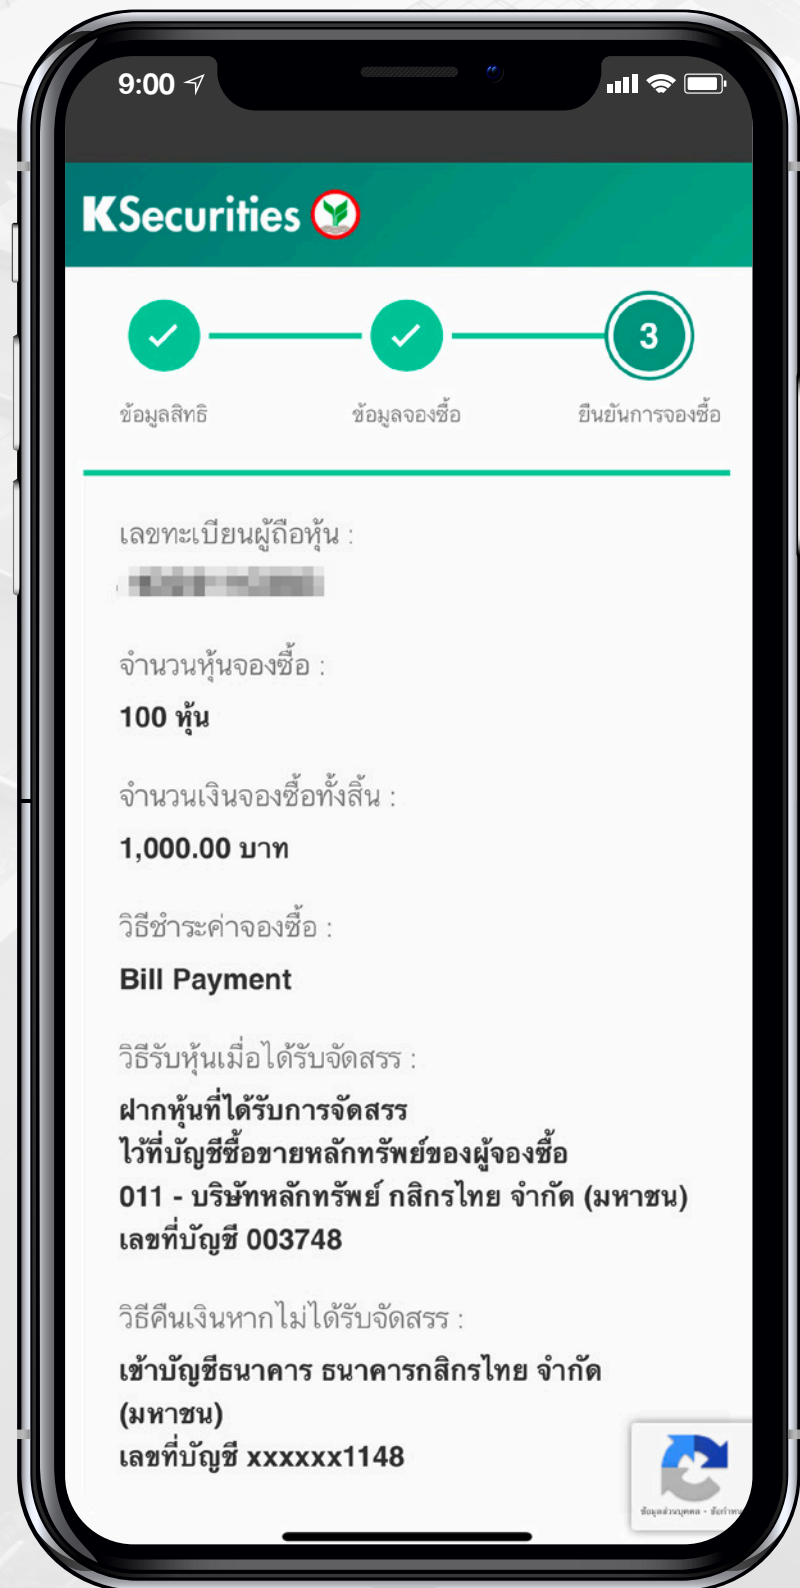 9:00
KSecurities
3
ข้อมูลสิทธิ
ข้อมูลจองซื้อ
ยืนยันการจองซื้อ
เลขทะเบียนผู้ถือหุ้น :
จำนวนหุ้นจองซื้อ :
100 หุ้น
จำนวนเงินจองซื้อทั้งสิ้น :
1,000.00 บาท
วิธีชำระค่าจองซื้อ :
Bill Payment
วิธีรับหุ้นเมื่อได้รับจัดสรร :
ฝากหุ้นที่ได้รับการจัดสรร
ไว้ที่บัญชีซื้อขายหลักทรัพย์ของผู้จองซื้อ
011 - บริษัทหลักทรัพย์ กสิกรไทย จำกัด (มหาชน)
เลขที่บัญชี 003748
วิธีคืนเงินหากไม่ได้รับจัดสรร :
เข้าบัญชีธนาคาร ธนาคารกสิกรไทย จำกัด
(มหาชน)
เลขที่บัญชี xxxxxx1148
ข้อมูลส่วนบุคคล -